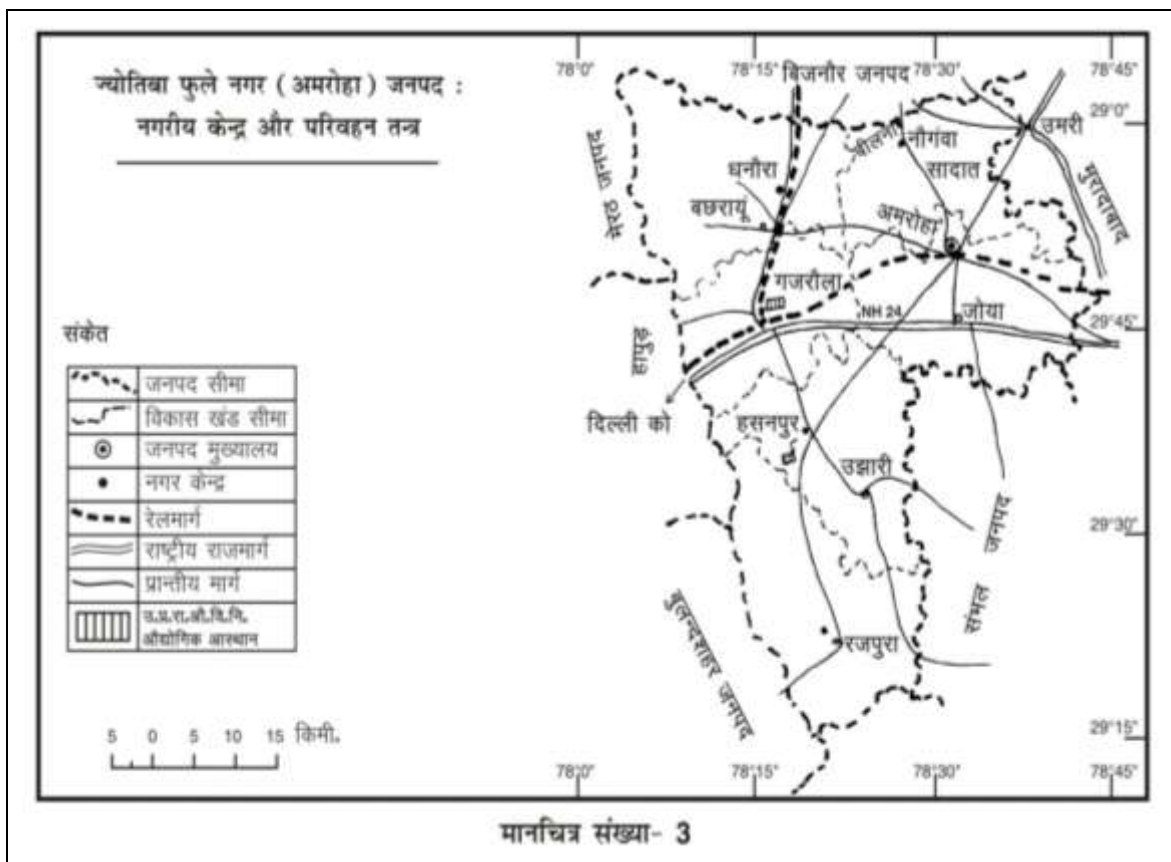 ज्योतिबा फुले नगर ( अमरोहा ) जनपद :
नगरीय केन्द्र और परिवहन तन्त्र
78°0'
78°15'
78°30'
78°45'
बिजनौर जनपद
29°0'
उमरी
नौगंवा
सादात
धनौरा
मेरठ जनपद
मुरादाबाद
बछरायूं
अमरोहा
गजरौला
NH 24
जोया
29°45'
हापुड़
दिल्ली को
हसनपुर
उझारी
29°30'
संभल जनपद
बुलन्दशहर जनपद
रजपुरा
29°15'
78°0'
78°15'
78°30'
78°45'
संकेत
जनपद सीमा
विकास खंड सीमा
जनपद मुख्यालय
नगर केन्द्र
रेलमार्ग
राष्ट्रीय राजमार्ग
प्रान्तीय मार्ग
उ.प्र.रा.औ.वि.नि.
औद्योगिक आस्थान
5 0 5 10 15 किमी.
मानचित्र संख्या- 3